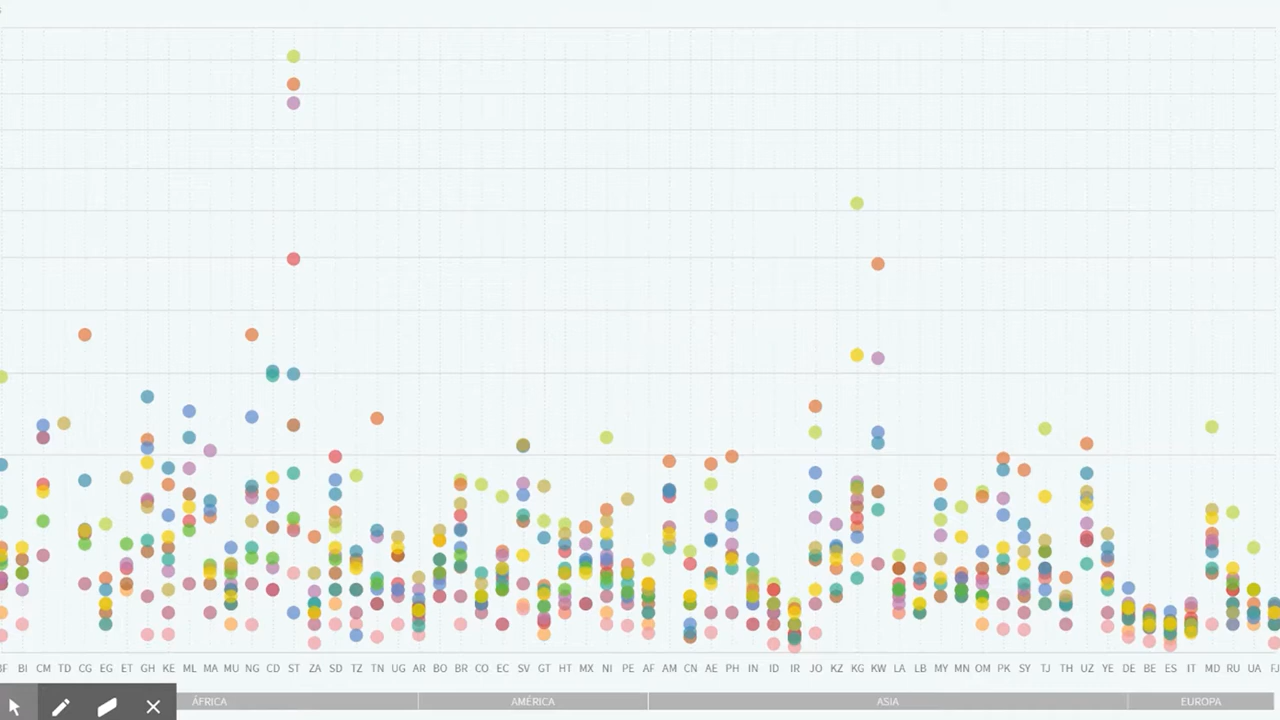 BI CM TD CG EG ET GH KE ML MA MU NG CD ST ZA SD TZ TN UG AR BO BR CO EC SV GT HT MX NI PE AF AM CN AE PH IN ID IR JO KZ KG KW LA LB MY MN OM PK SY TJ TH UZ YE DE BE ES IT MD RU UA FJ
ÁFRICA AMÉRICA ASIA EUROPA